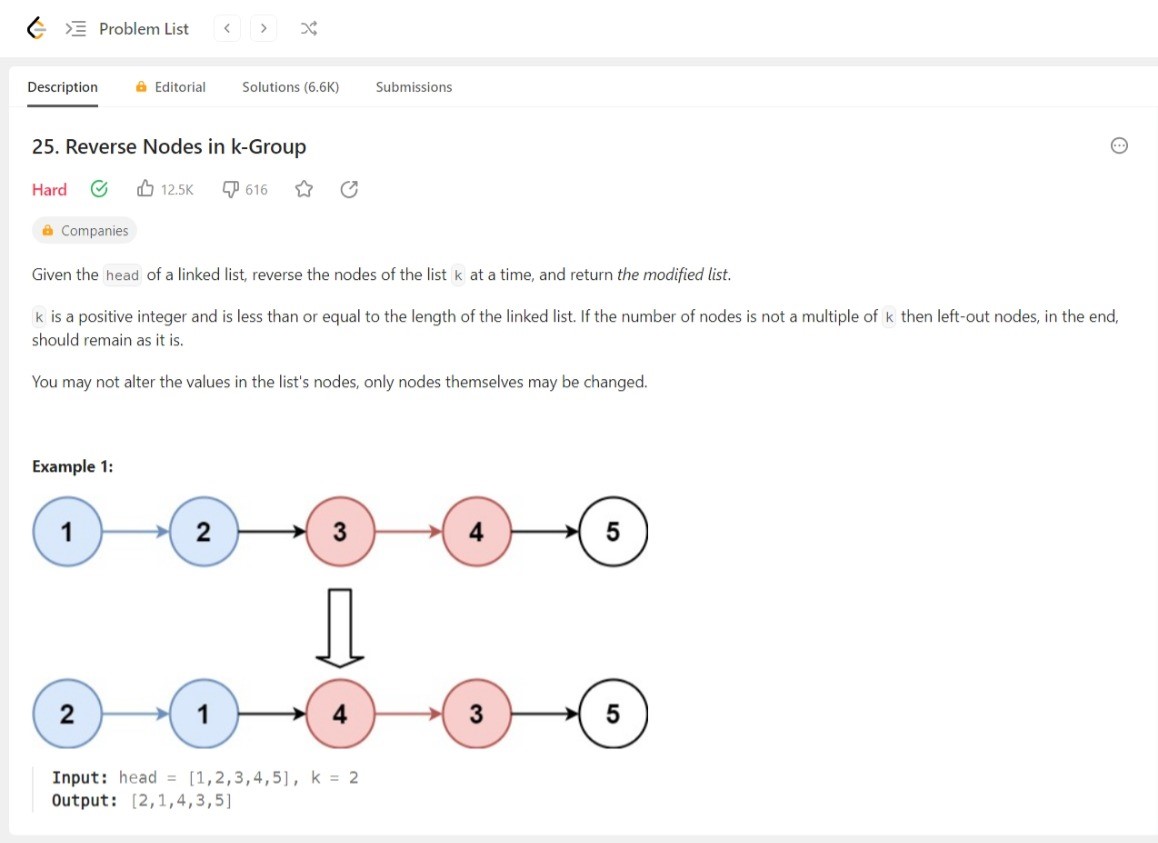 Problem List
Description Editorial Solutions (6.6K) Submissions
25. Reverse Nodes in k-Group
Hard 12.5K 616
Companies
Given the head of a linked list, reverse the nodes of the list k at a time, and return the modified list.
k is a positive integer and is less than or equal to the length of the linked list. If the number of nodes is not a multiple of k then left-out nodes, in the end,
should remain as it is.
You may not alter the values in the list's nodes, only nodes themselves may be changed.
Example 1:
1 2 3 4 5
2 1 4 3 5
Input: head = [1,2,3,4,5], k = 2
Output: [2,1,4,3,5]